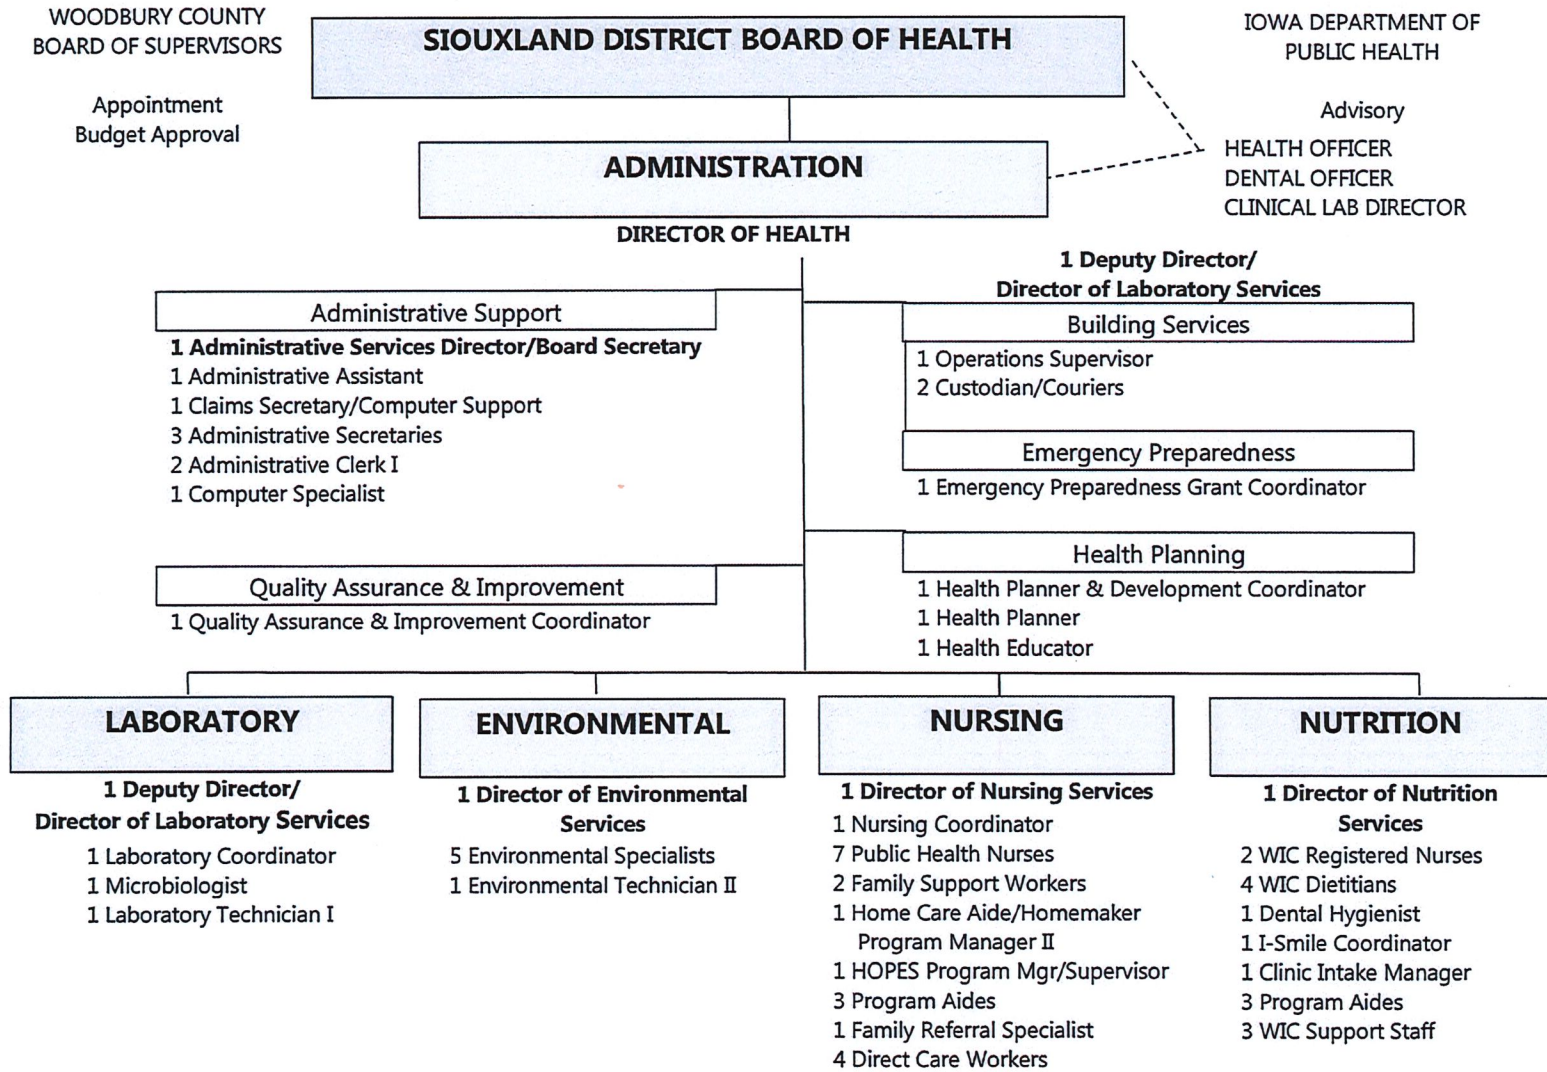 WOODBURY COUNTY
BOARD OF SUPERVISORS
Appointment
Budget Approval
SIOUXLAND DISTRICT BOARD OF HEALTH
IOWA DEPARTMENT OF
PUBLIC HEALTH
Advisory
HEALTH OFFICER
DENTAL OFFICER
CLINICAL LAB DIRECTOR
ADMINISTRATION
DIRECTOR OF HEALTH
Administrative Support
1 Administrative Services Director/Board Secretary
1 Administrative Assistant
1 Claims Secretary/Computer Support
3 Administrative Secretaries
2 Administrative Clerk I
1 Computer Specialist
Quality Assurance & Improvement
1 Quality Assurance & Improvement Coordinator
1 Deputy Director/
Director of Laboratory Services
Building Services
1 Operations Supervisor
2 Custodian/Couriers
Emergency Preparedness
1 Emergency Preparedness Grant Coordinator
Health Planning
1 Health Planner & Development Coordinator
1 Health Planner
1 Health Educator
LABORATORY
1 Deputy Director/
Director of Laboratory Services
1 Laboratory Coordinator
1 Microbiologist
1 Laboratory Technician I
ENVIRONMENTAL
1 Director of Environmental
Services
5 Environmental Specialists
1 Environmental Technician II
NURSING
1 Director of Nursing Services
1 Nursing Coordinator
7 Public Health Nurses
2 Family Support Workers
1 Home Care Aide/Homemaker
Program Manager II
1 HOPES Program Mgr/Supervisor
3 Program Aides
1 Family Referral Specialist
4 Direct Care Workers
NUTRITION
1 Director of Nutrition
Services
2 WIC Registered Nurses
4 WIC Dietitians
1 Dental Hygienist
1 I-Smile Coordinator
1 Clinic Intake Manager
3 Program Aides
3 WIC Support Staff